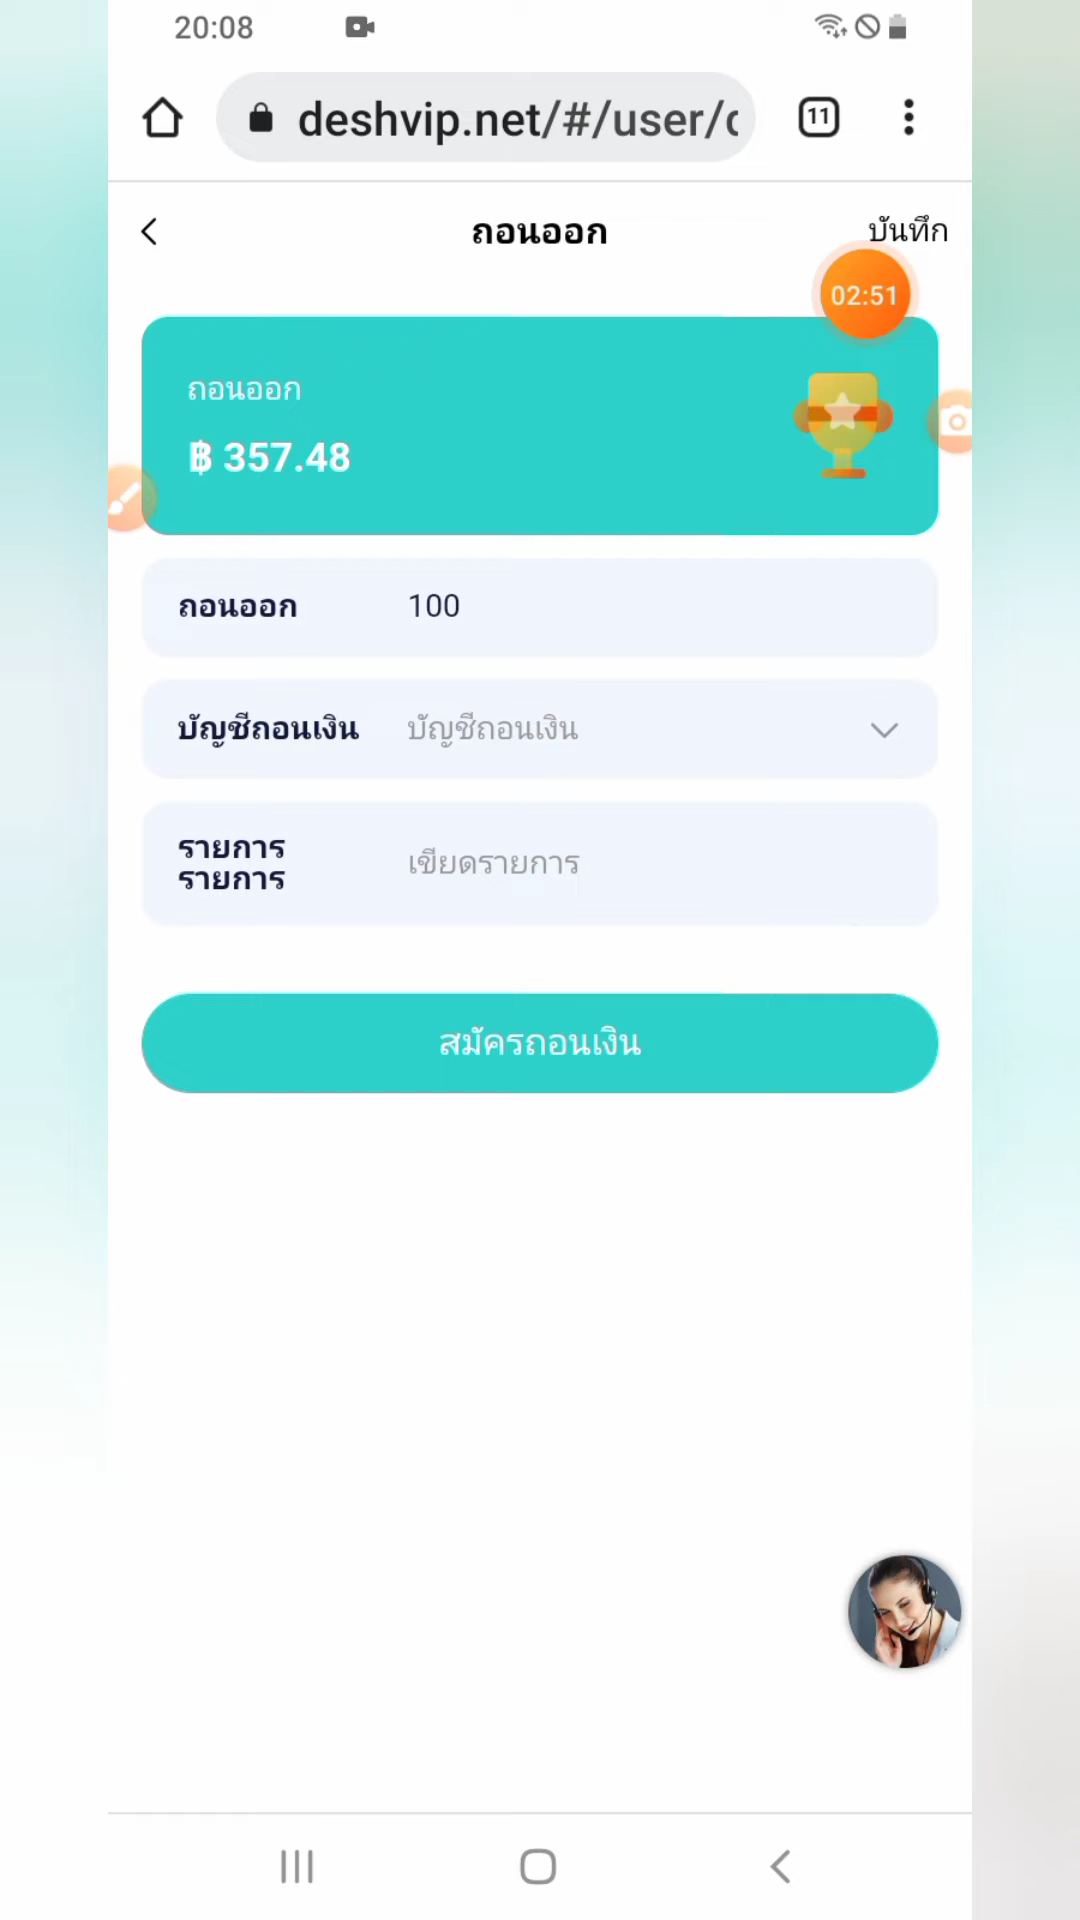 20:08
deshvip.net/#/user/
11
ถอนออก
บันทึก
02:51
ถอนออก
฿ 357.48
ถอนออก
100
บัญชีถอนเงิน
บัญชีถอนเงิน
รายการ
รายการ
เขียดรายการ
สมัครถอนเงิน